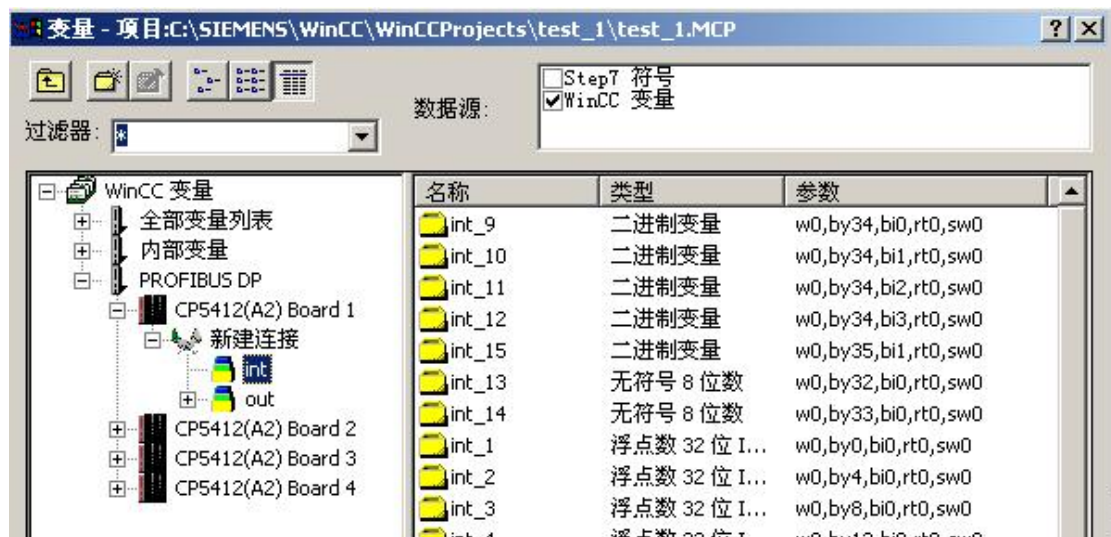 变量 - 项目:C:\SIEMENS\WinCC\WinCCProjects\test_1\test_1.MCP
数据源:
Step7 符号
WinCC 变量
过滤器: *
WinCC 变量
全部变量列表
内部变量
PROFIBUS DP
CP5412(A2) Board 1
新建连接
int
out
CP5412(A2) Board 2
CP5412(A2) Board 3
CP5412(A2) Board 4
名称 类型 参数
int_9 二进制变量 w0,by34,bi0,rt0,sw0
int_10 二进制变量 w0,by34,bi1,rt0,sw0
int_11 二进制变量 w0,by34,bi2,rt0,sw0
int_12 二进制变量 w0,by34,bi3,rt0,sw0
int_15 二进制变量 w0,by35,bi1,rt0,sw0
int_13 无符号 8 位数 w0,by32,bi0,rt0,sw0
int_14 无符号 8 位数 w0,by33,bi0,rt0,sw0
int_1 浮点数 32 位 I... w0,by0,bi0,rt0,sw0
int_2 浮点数 32 位 I... w0,by4,bi0,rt0,sw0
int_3 浮点数 32 位 I... w0,by8,bi0,rt0,sw0